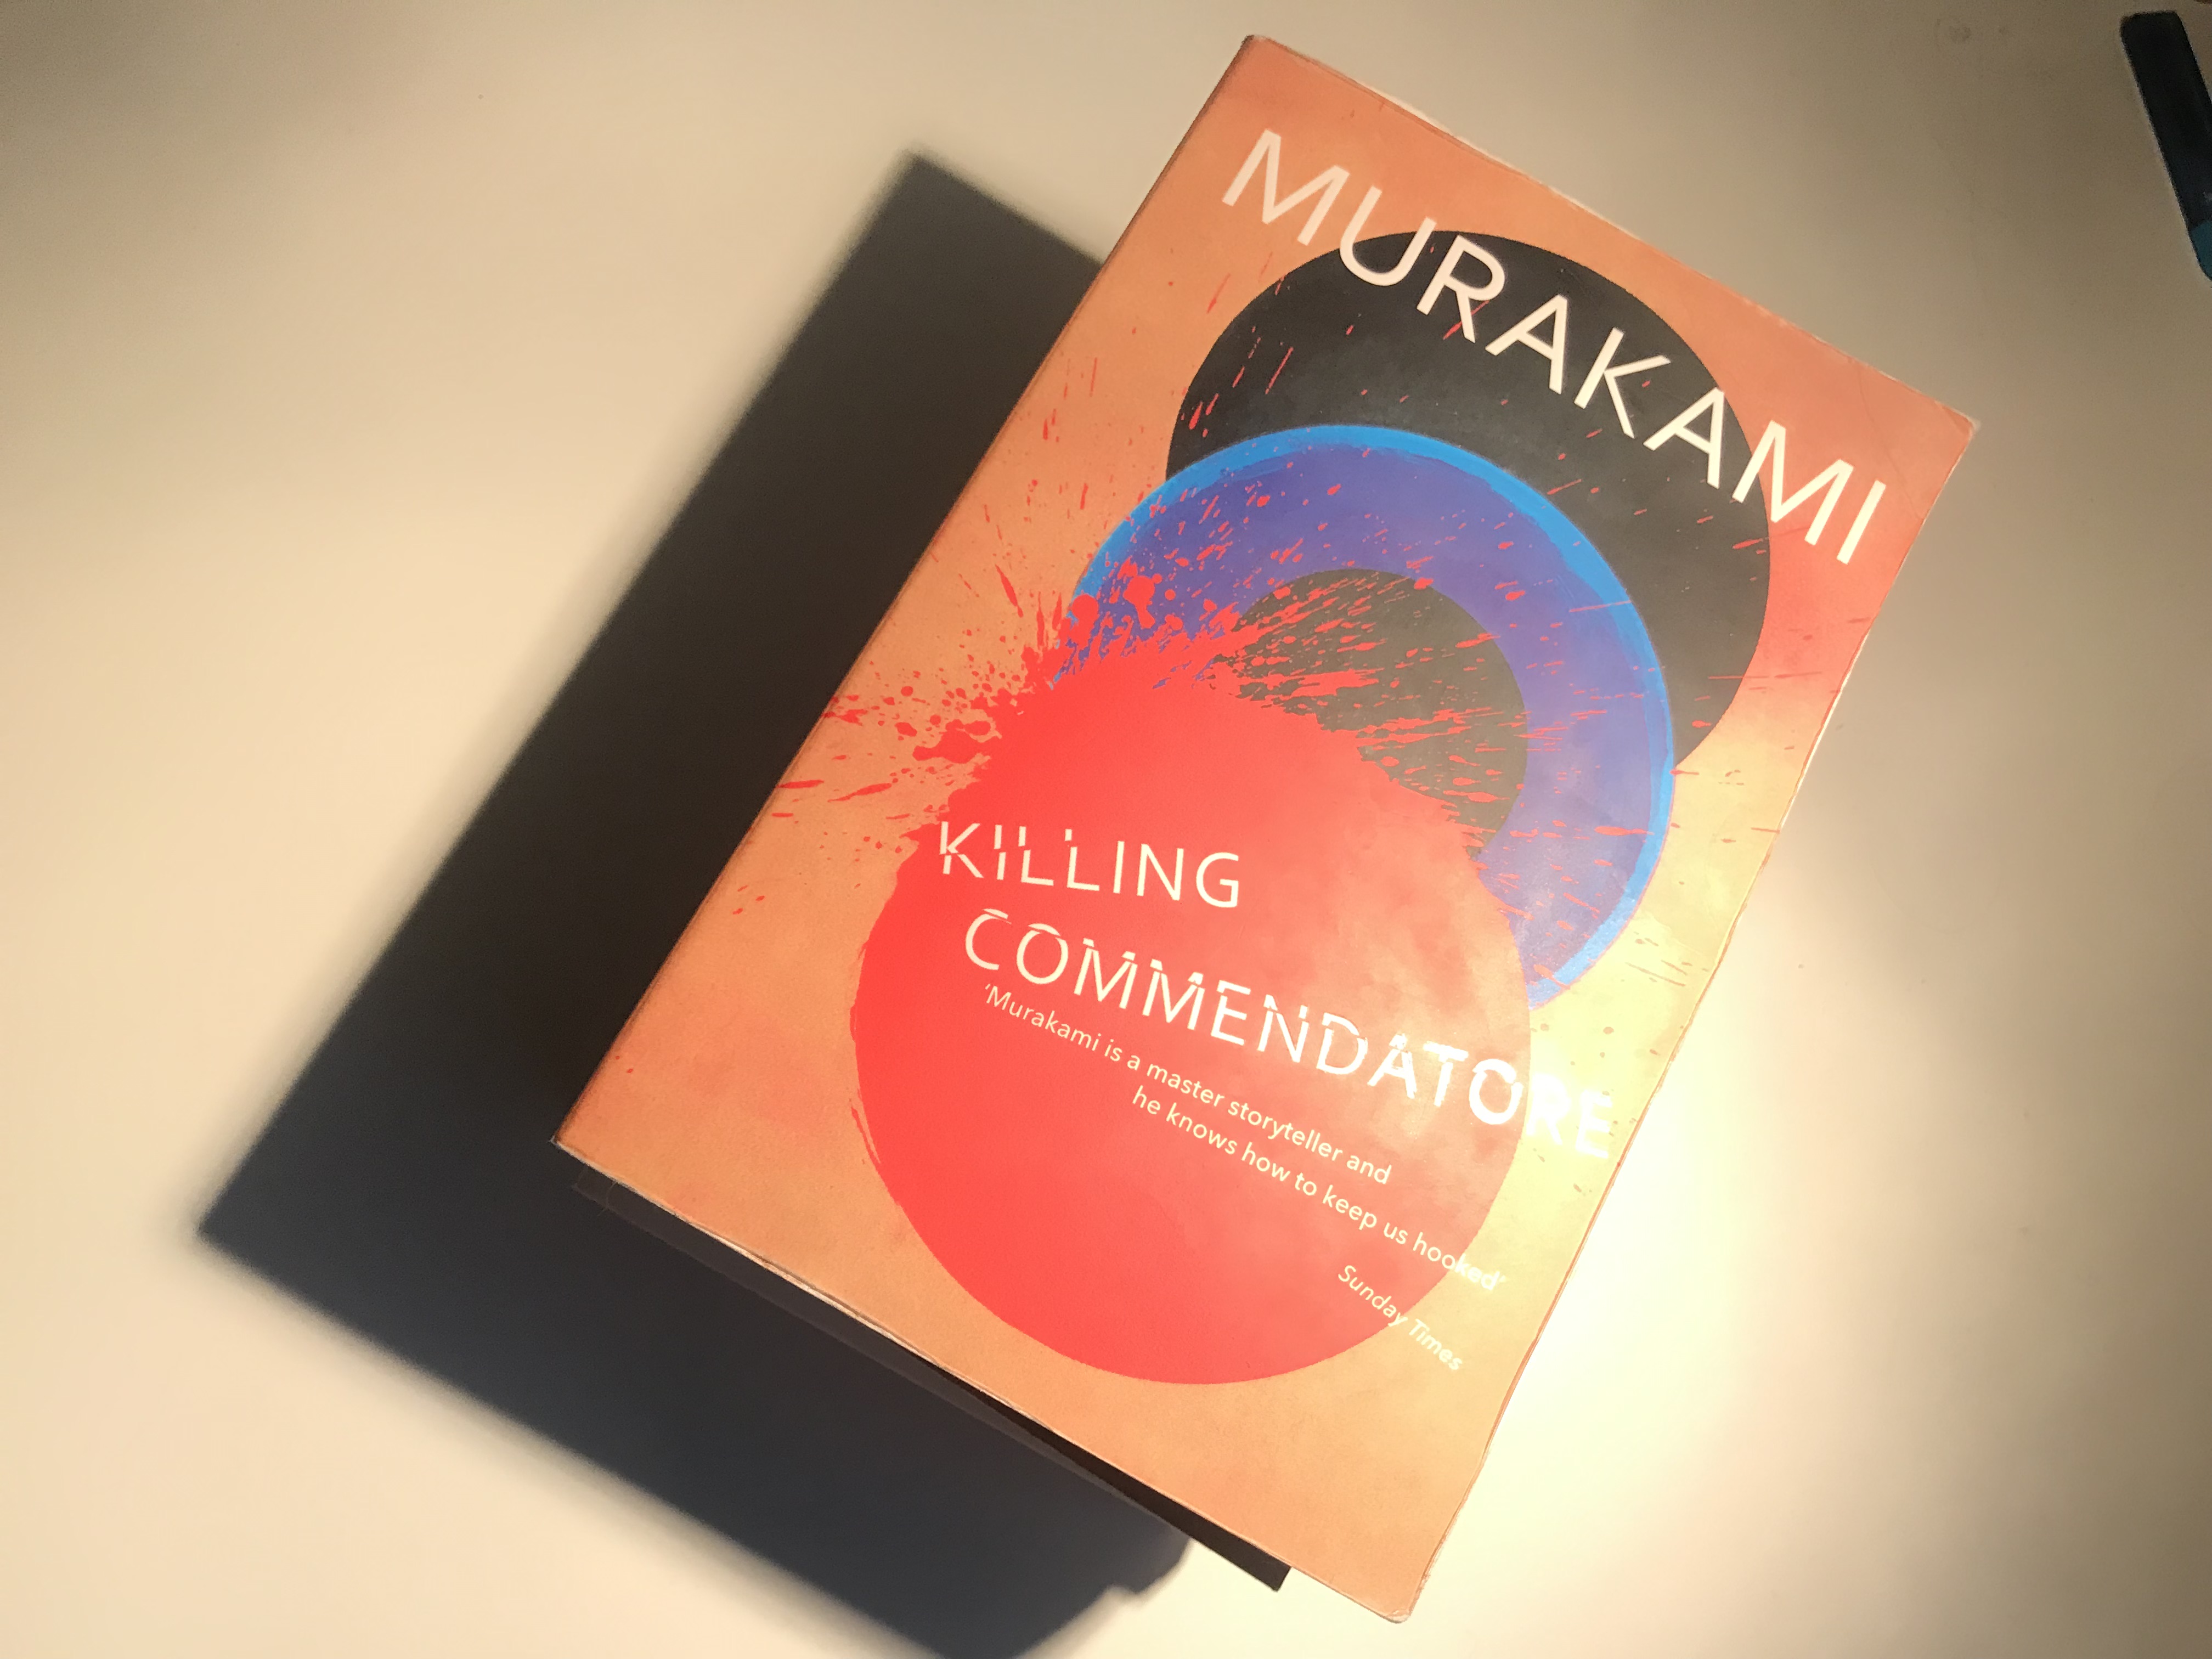 MURAKAMI
KILLING
COMMENDATORE
‘Murakami is a master storyteller and
he knows how to keep us hooked’
Sunday Times